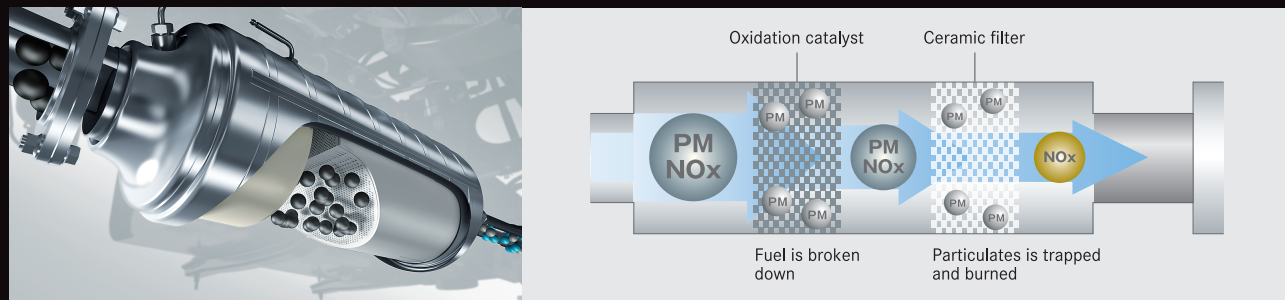 Oxidation catalyst
Ceramic filter
PM
NOx
PM
PM
PM
PM
PM
NOx
PM
PM
PM
PM
NOx
Fuel is broken
down
Particulates is trapped
and burned